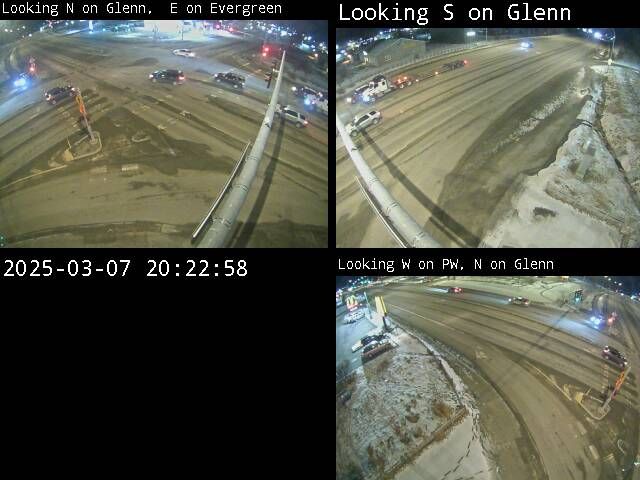 Looking N on Glenn, E on Evergreen
Looking S on Glenn
2025-03-07 20:22:58
Looking W on PW, N on Glenn